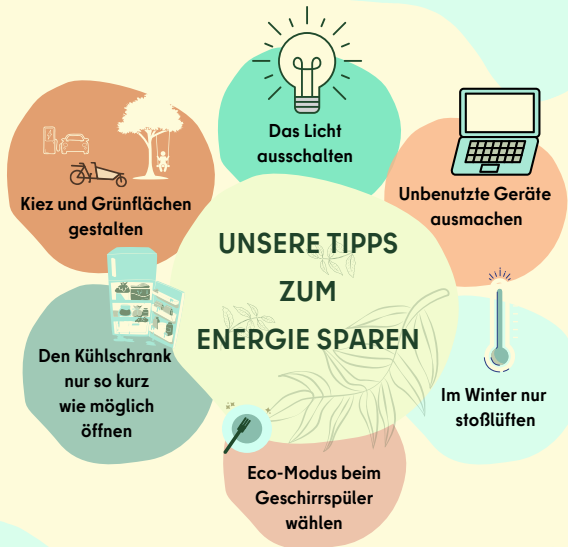 UNSERE TIPPS
ZUM
ENERGIE SPAREN
Das Licht
ausschalten
Unbenutzte Geräte
ausmachen
Im Winter nur
stoßlüften
Eco-Modus beim
Geschirrspüler
wählen
Den Kühlschrank
nur so kurz
wie möglich
öffnen
Kiez und Grünflächen
gestalten